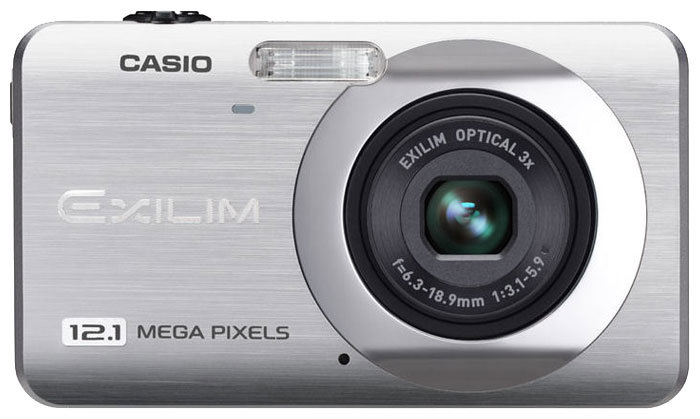 CASIO
EXILIM OPTICAL 3x
EXILIM
f=6.3-18.9mm 1:3.1-5.9
12.1 MEGA PIXELS